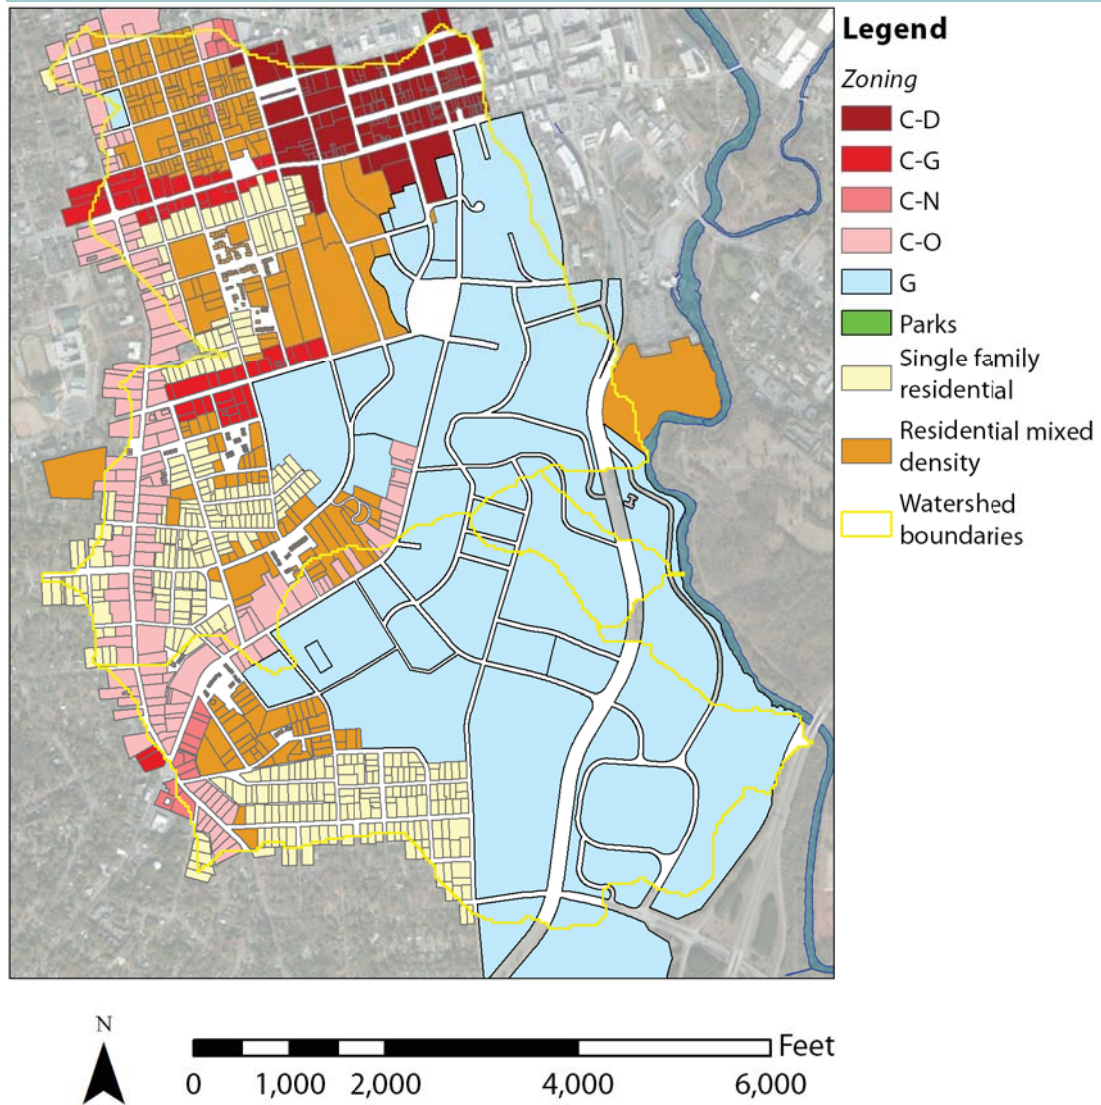 Legend
Zoning
C-D
C-G
C-N
C-O
G
Parks
Single family
residential
Residential mixed
density
Watershed
boundaries
N
Feet
0 1,000 2,000 4,000 6,000